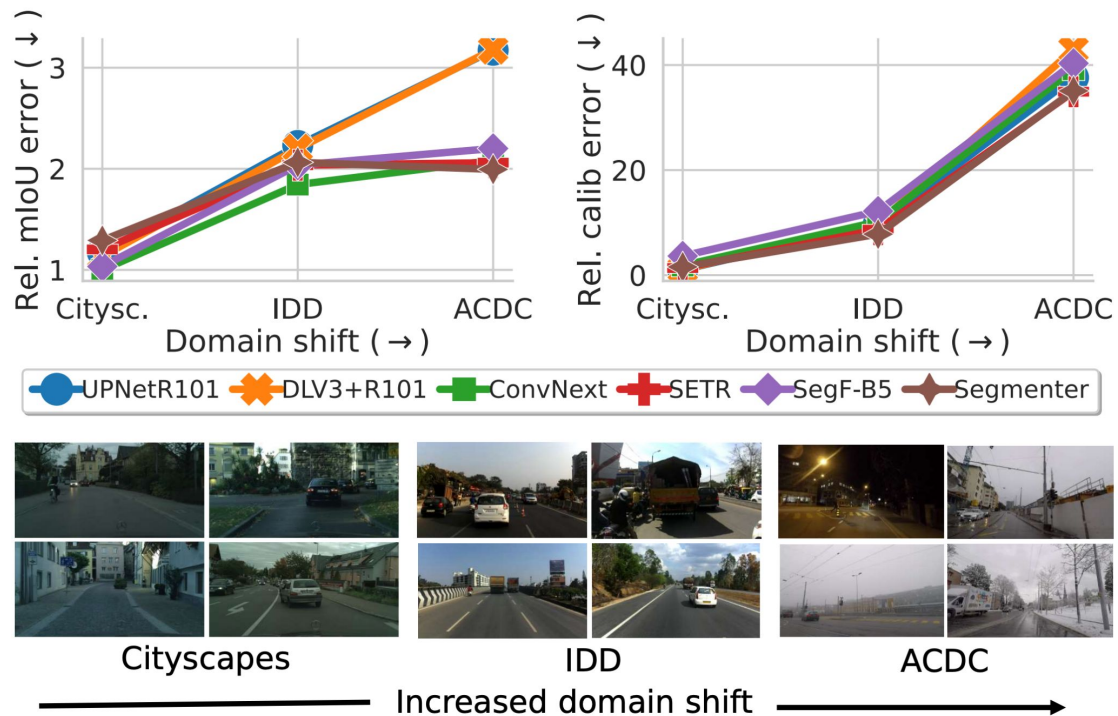 Rel. mIoU error (↓)
3
2
1
Citysc. IDD ACDC
Domain shift (→)
Rel. calib error (↓)
40
20
0
Citysc. IDD ACDC
Domain shift (→)
UPNetR101 DLV3+R101 ConvNext SETR SegF-B5 Segmenter
Cityscapes IDD ACDC
Increased domain shift